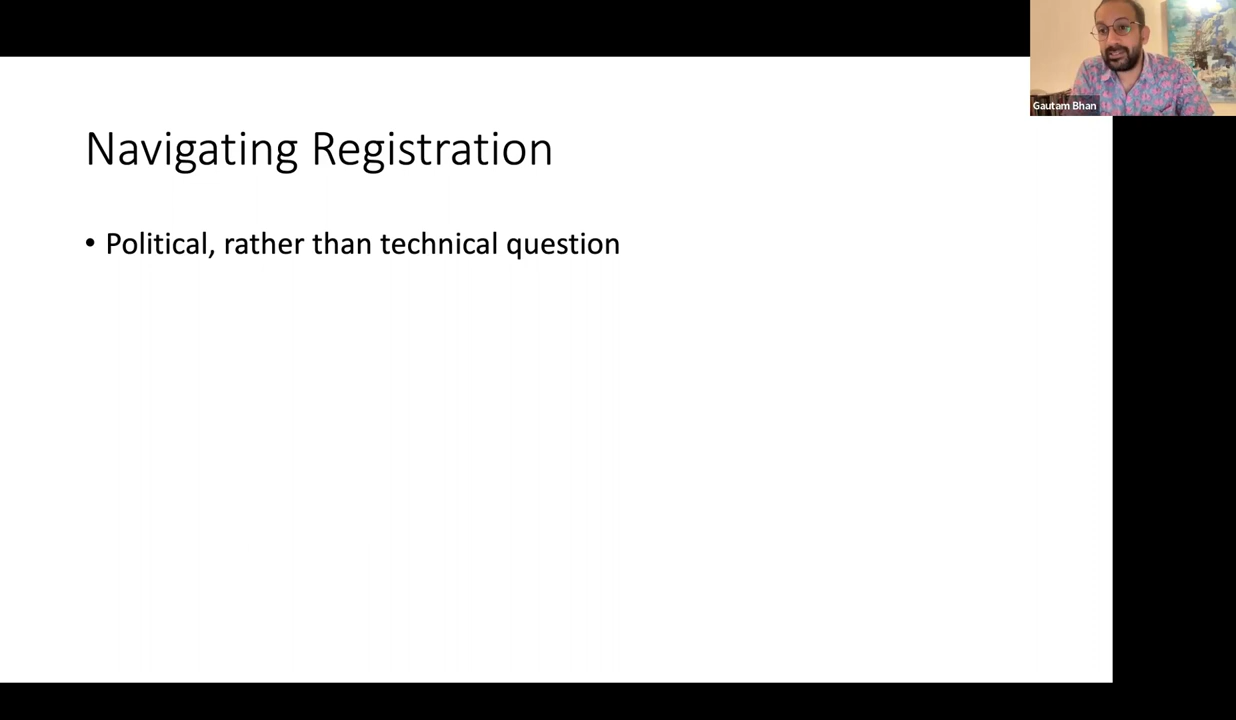 Gautam Bhan
Navigating Registration
• Political, rather than technical question